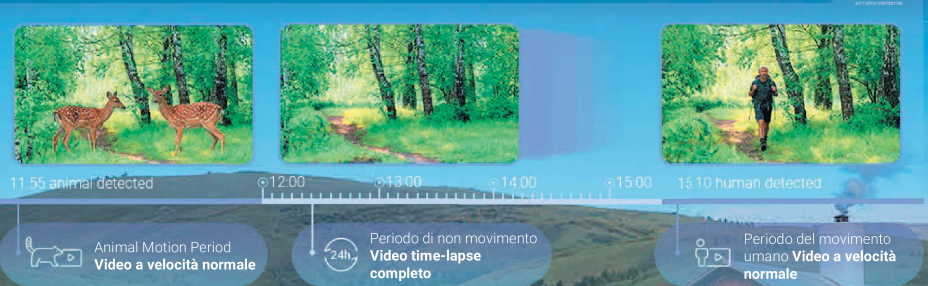 11:55 animal detected
12:00
13:00
14:00
15:00
15:10 human detected
Animal Motion Period
Video a velocità normale
24h
Periodo di non movimento
Video time-lapse
completo
Periodo del movimento
umano Video a velocità
normale